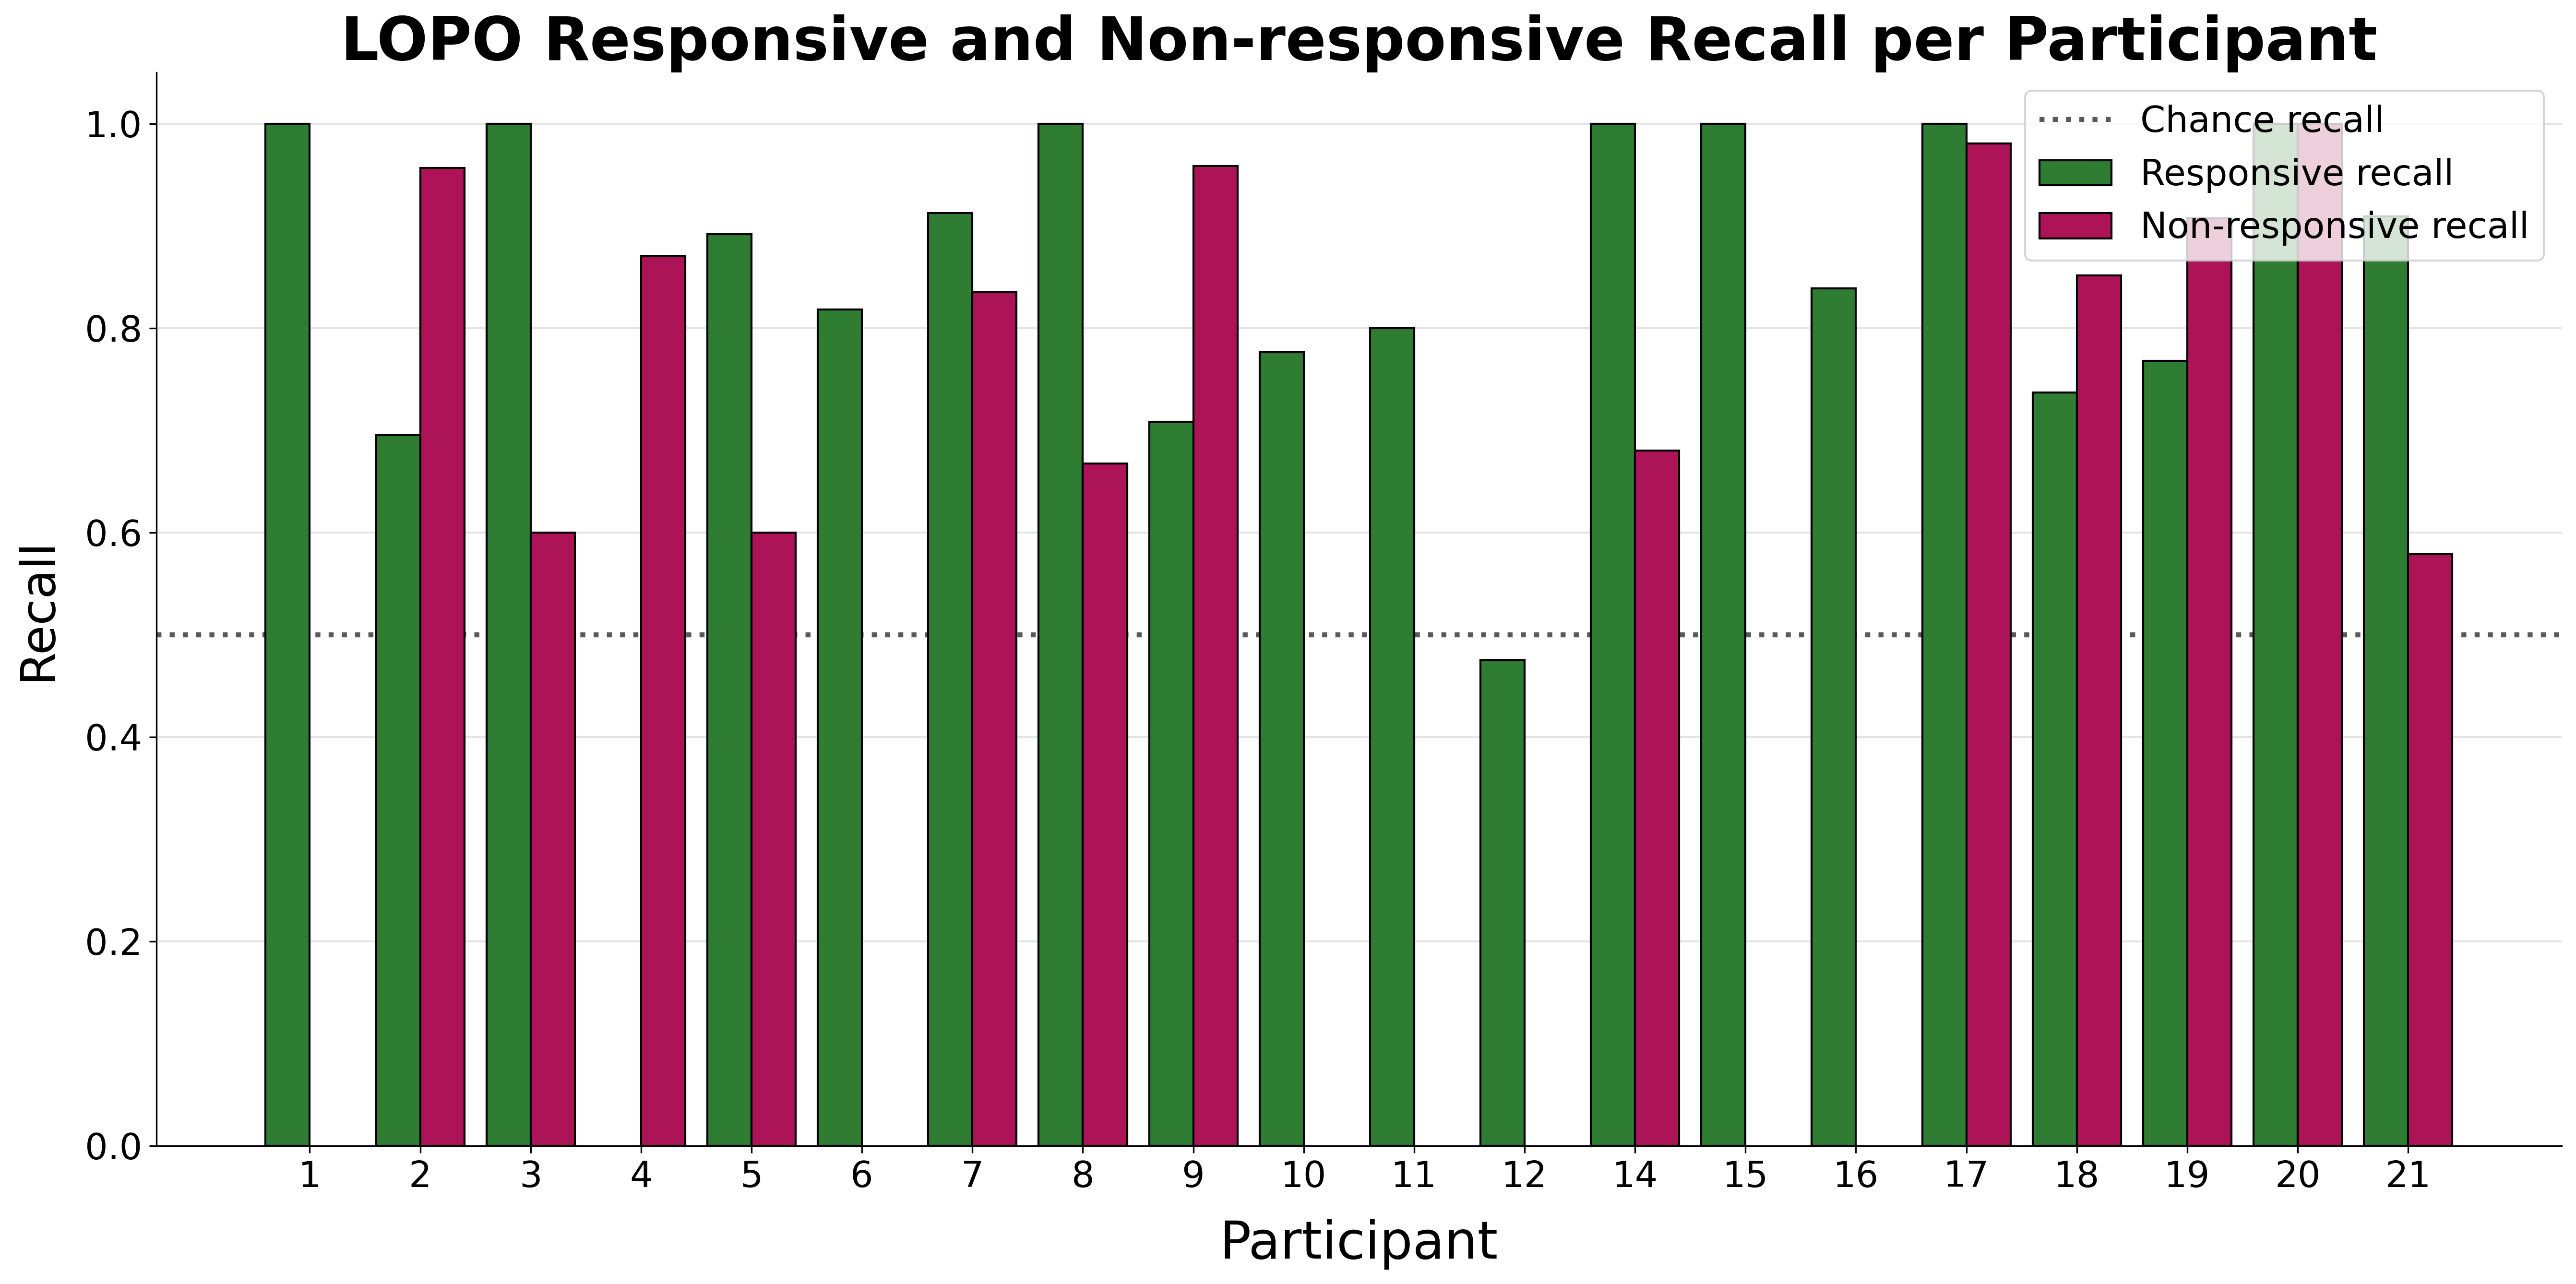 LOPO Responsive and Non-responsive Recall per Participant
Chance recall
Responsive recall
Non-responsive recall
1.0
0.8
0.6
0.4
0.2
0.0
Recall
1 2 3 4 5 6 7 8 9 10 11 12 14 15 16 17 18 19 20 21
Participant